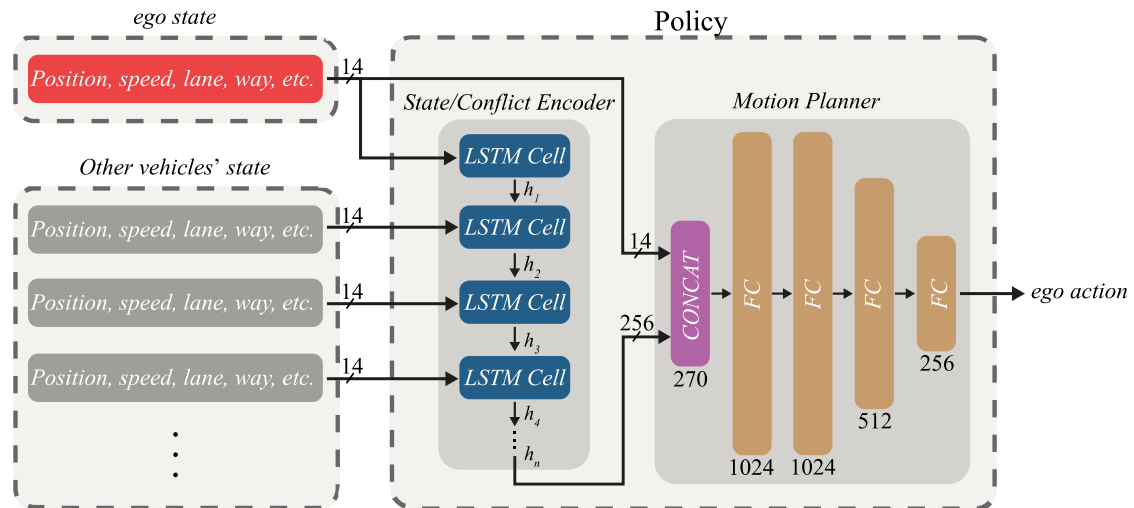 ego state
Policy
Position, speed, lane, way, etc.
14
State/Conflict Encoder
Motion Planner
Other vehicles' state
LSTM Cell
h1
Position, speed, lane, way, etc.
14
LSTM Cell
h2
Position, speed, lane, way, etc.
14
LSTM Cell
h3
Position, speed, lane, way, etc.
14
LSTM Cell
h4
hn
14
256
CONCAT
270
FC
1024
FC
1024
FC
512
FC
256
ego action